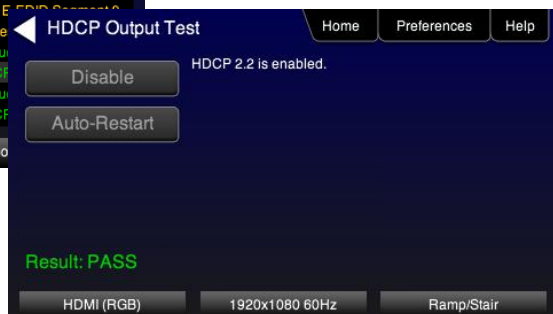 HDCP Output Test
Home
Preferences
Help
Disable
HDCP 2.2 is enabled.
Auto-Restart
Result: PASS
HDMI (RGB)
1920x1080 60Hz
Ramp/Stair